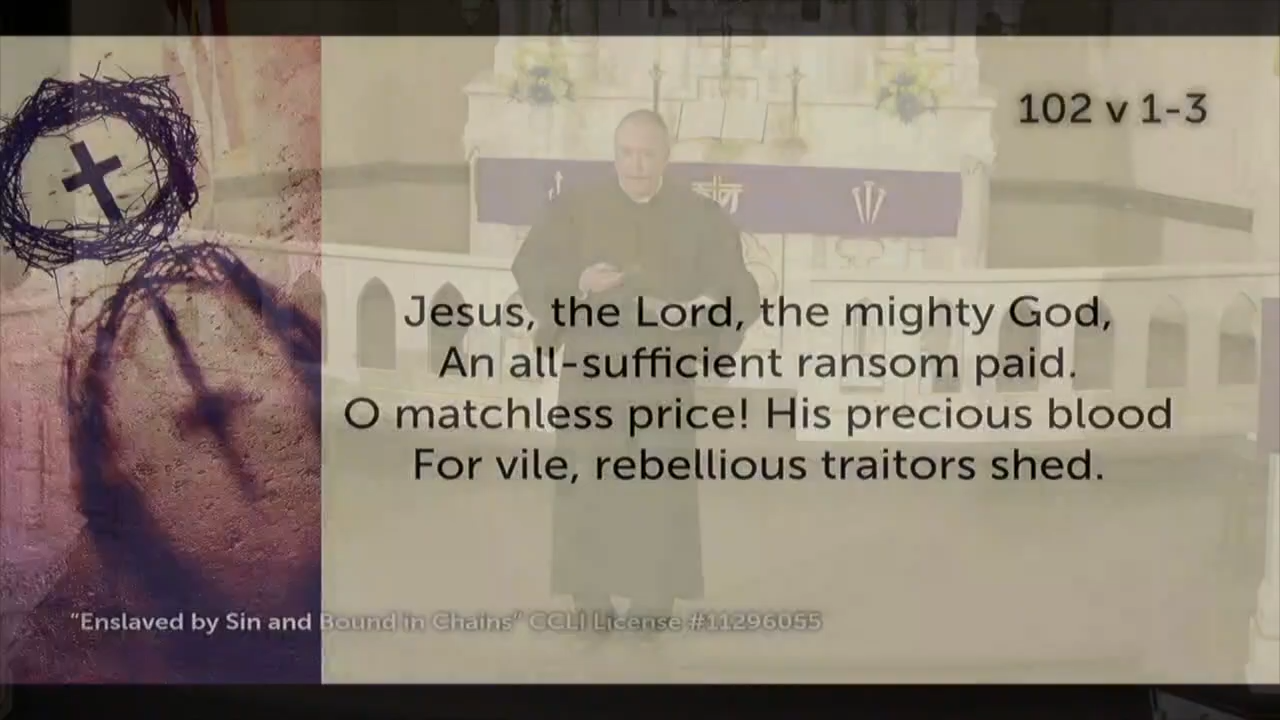 102 v 1-3
Jesus, the Lord, the mighty God,
An all-sufficient ransom paid.
O matchless price! His precious blood
For vile, rebellious traitors shed.
“Enslaved by Sin and Bound in Chains” CCLI License #11296055